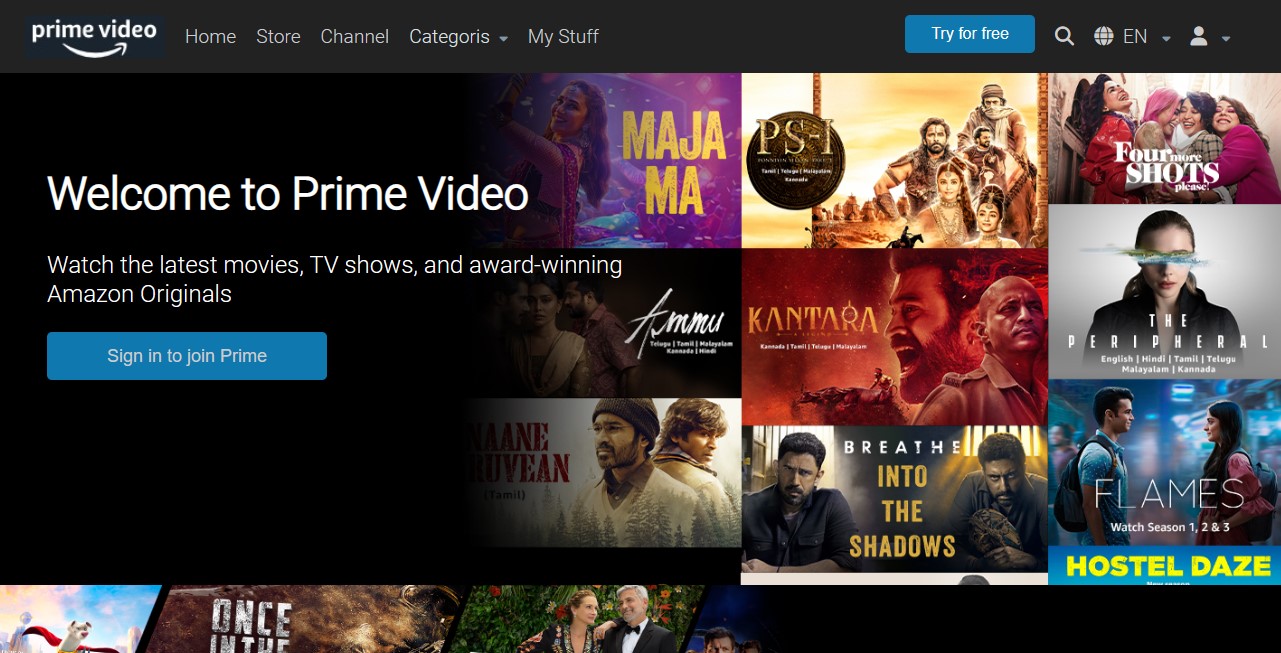 prime video
Home Store Channel Categoris My Stuff
Try for free
EN
Welcome to Prime Video
Watch the latest movies, TV shows, and award-winning
Amazon Originals
Sign in to join Prime
MAJA
MA
PS-I
Tamil | Telugu | Malayalam
Kannada
Four more
SHOTS
please!
Ammu
Telugu | Tamil | Malayalam
Kannada | Hindi
KANTARA
Kannada | Tamil | Telugu | Malayalam
THE
PERIPHERAL
English | Hindi | Tamil | Telugu
Malayalam | Kannada
NAANE
(Tamil)
BREATHE
INTO
THE
SHADOWS
FLAMES
Watch Season 1, 2 & 3
HOSTEL DAZE
New season
ONCE
IN THE